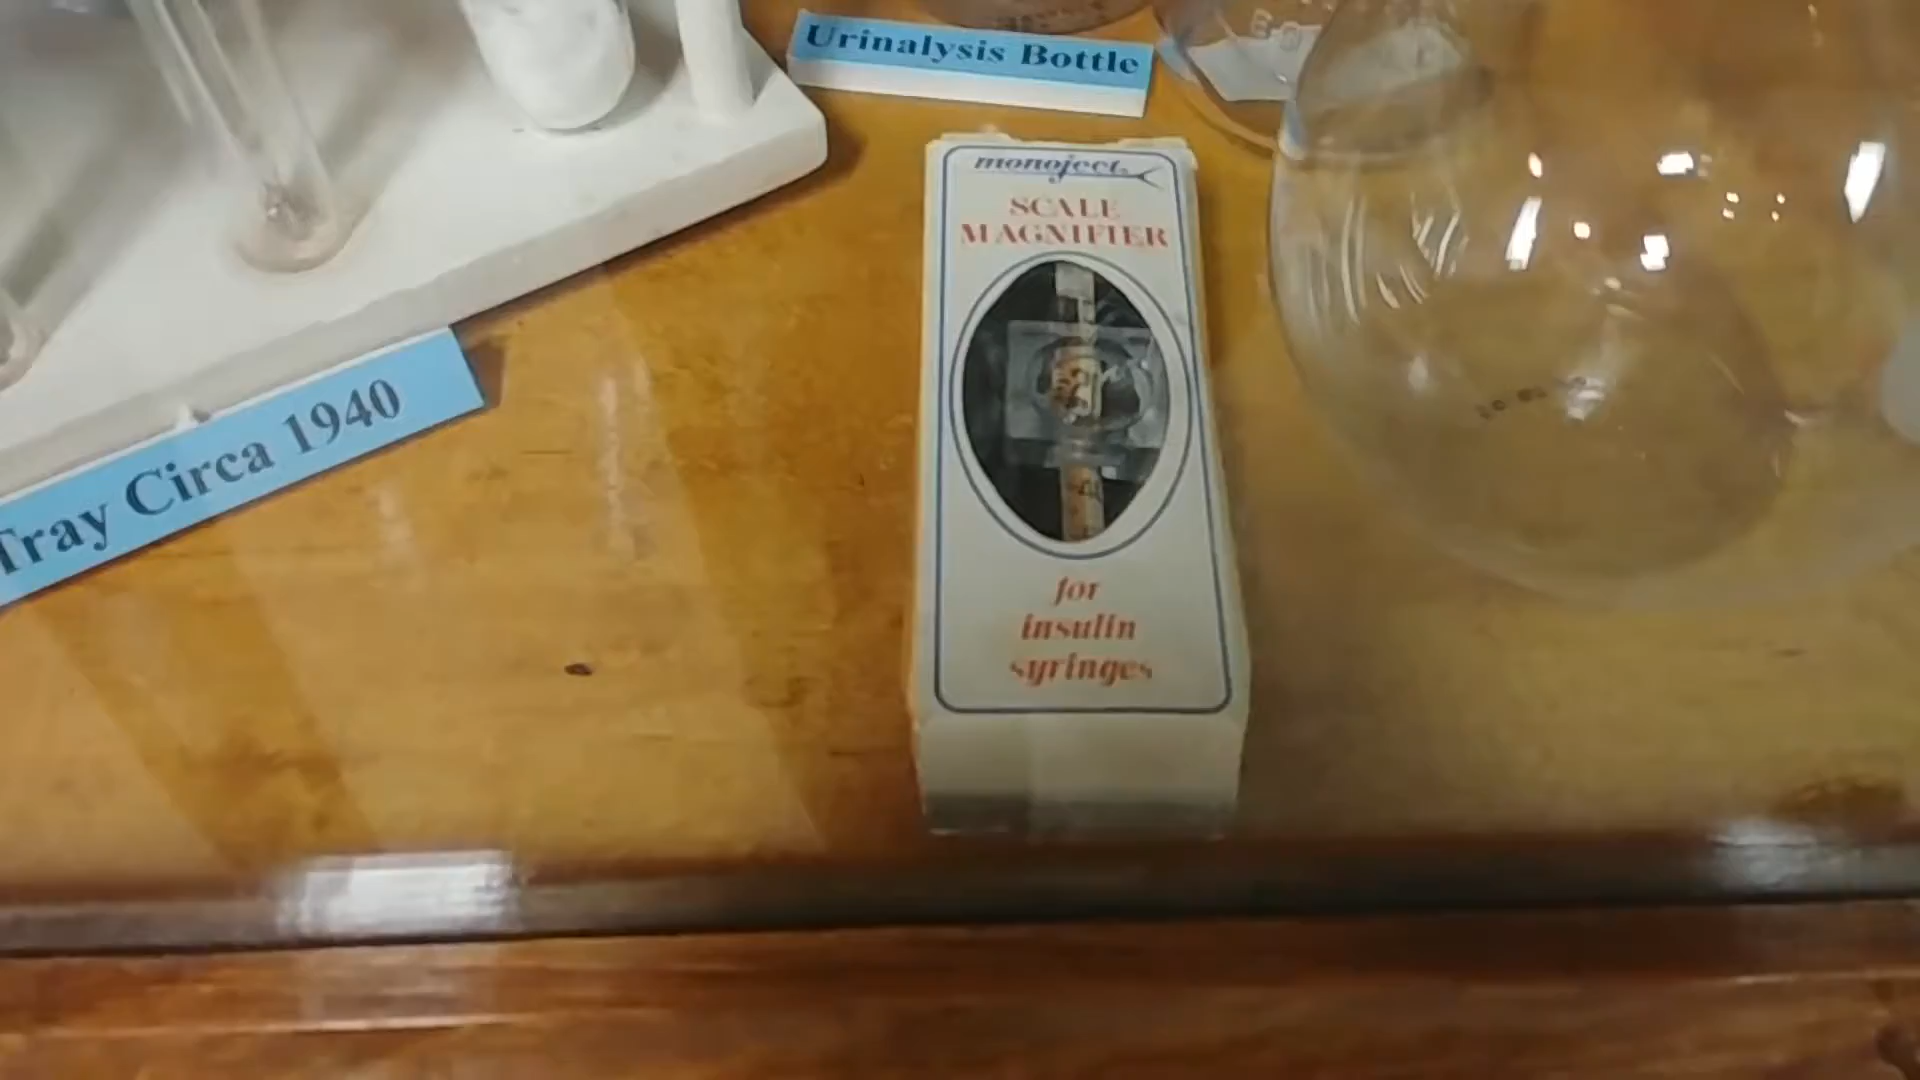 Urinalysis Bottle
monoject
SCALE
MAGNIFIER
for
insulin
syringes
Tray Circa 1940